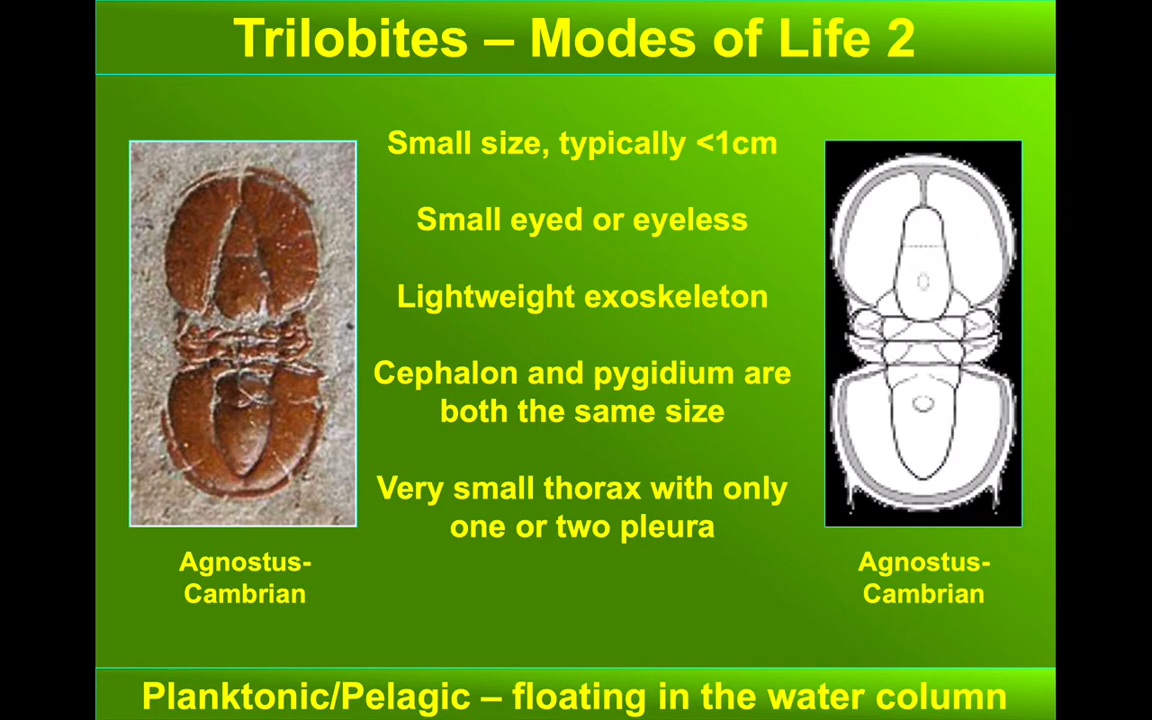 Trilobites – Modes of Life 2
Small size, typically <1cm
Small eyed or eyeless
Lightweight exoskeleton
Cephalon and pygidium are
both the same size
Very small thorax with only
one or two pleura
Agnostus-
Cambrian
Agnostus-
Cambrian
Planktonic/Pelagic – floating in the water column